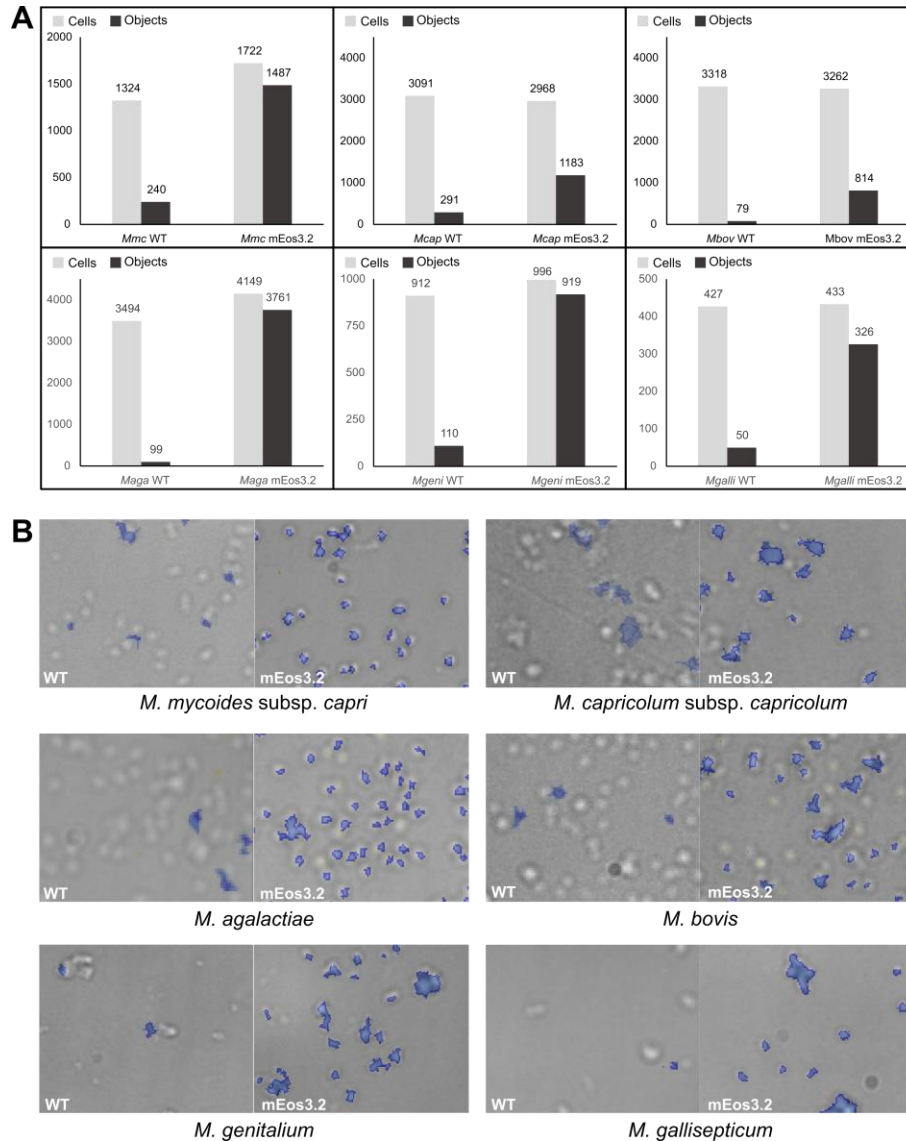 A
Cells Objects
2000
1500
1000
500
0
1324
240
1722
1487
Mmc WT Mmc mEos3.2
Cells Objects
4000
3000
2000
1000
0
3091
291
2968
1183
Mcap WT Mcap mEos3.2
Cells Objects
4000
3000
2000
1000
0
3318
79
3262
814
Mbov WT Mbov mEos3.2
Cells Objects
4000
3000
2000
1000
0
3494
99
4149
3761
Maga WT Maga mEos3.2
Cells Objects
1000
750
500
250
0
912
110
996
919
Mgeni WT Mgeni mEos3.2
Cells Objects
500
400
300
200
100
0
427
50
433
326
Mgalli WT Mgalli mEos3.2
B
WT mEos3.2
M. mycoides subsp. capri
WT mEos3.2
M. capricolum subsp. capricolum
WT mEos3.2
M. agalactiae
WT mEos3.2
M. bovis
WT mEos3.2
M. genitalium
WT mEos3.2
M. gallisepticum